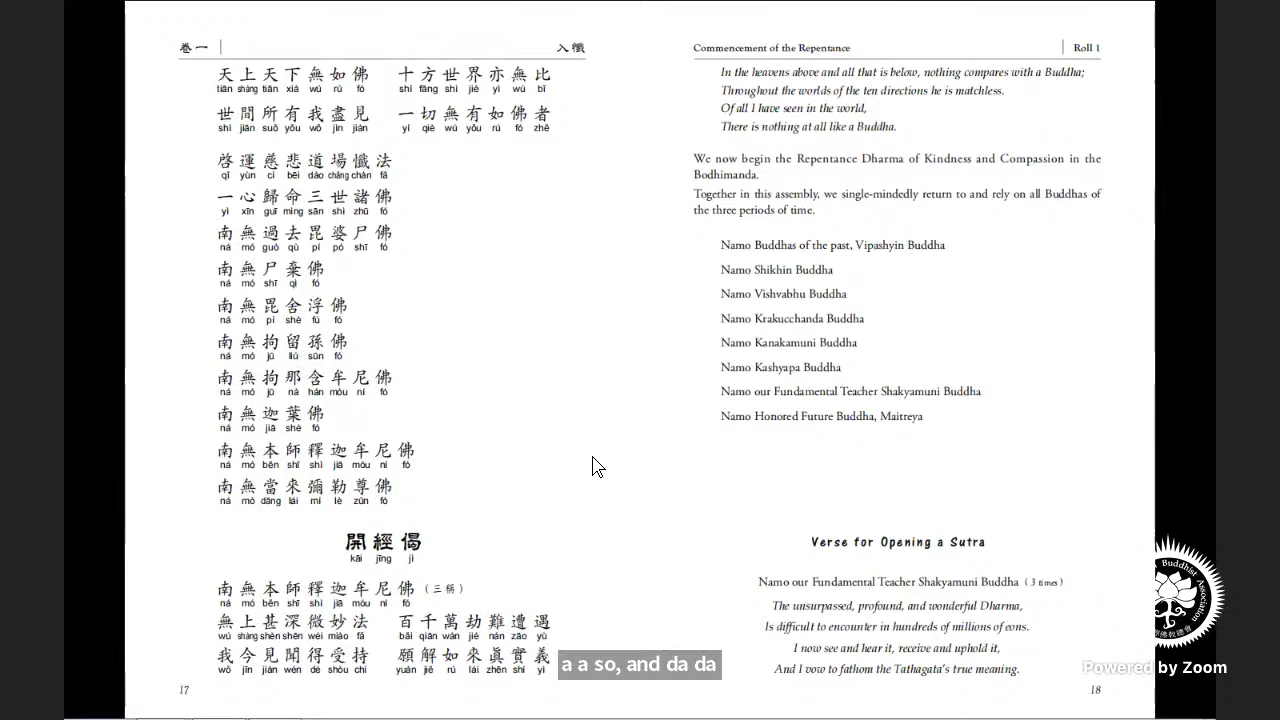 卷一
入懺
天上天下無如佛 十方世界亦無比
tiān shàng tiān xià wú rú fó shí fāng shì jiè yì wú bǐ
世間所有我盡見 一切無有如佛者
shì jiān suǒ yǒu wǒ jìn jiàn yí qiè wú yǒu rú fó zhě
啓運慈悲道場懺法
qǐ yùn cí bēi dào chǎng chàn fǎ
一心歸命三世諸佛
yì xīn guī mìng sān shì zhū fó
南無過去毘婆尸佛
ná mó guò qù pí pó shī fó
南無尸棄佛
ná mó shī qì fó
南無毘舍浮佛
ná mó pí shè fú fó
南無拘留孫佛
ná mó jū liú sūn fó
南無拘那含牟尼佛
ná mó jū nà hán móu ní fó
南無迦葉佛
ná mó jiā shè fó
南無本師釋迦牟尼佛
ná mó běn shī shì jiā móu ní fó
南無當來彌勒尊佛
ná mó dāng lái mí lè zūn fó
開經偈
kāi jīng jì
南無本師釋迦牟尼佛（三稱）
ná mó běn shī shì jiā móu ní fó
無上甚深微妙法 百千萬劫難遭遇
wú shàng shèn shēn wéi miào fǎ bǎi qiān wàn jié nán zāo yù
我今見聞得受持 願解如來眞實義
wǒ jīn jiàn wén dé shòu chí yuàn jiě rú lái zhēn shí yì
17
Commencement of the Repentance
Roll 1
In the heavens above and all that is below, nothing compares with a Buddha;
Throughout the worlds of the ten directions he is matchless.
Of all I have seen in the world,
There is nothing at all like a Buddha.
We now begin the Repentance Dharma of Kindness and Compassion in the
Bodhimanda.
Together in this assembly, we single-mindedly return to and rely on all Buddhas of
the three periods of time.
Namo Buddhas of the past, Vipashyin Buddha
Namo Shikhin Buddha
Namo Vishvabhu Buddha
Namo Krakucchanda Buddha
Namo Kanakamuni Buddha
Namo Kashyapa Buddha
Namo our Fundamental Teacher Shakyamuni Buddha
Namo Honored Future Buddha, Maitreya
Verse for Opening a Sutra
Namo our Fundamental Teacher Shakyamuni Buddha (3 times)
The unsurpassed, profound, and wonderful Dharma,
Is difficult to encounter in hundreds of millions of eons.
I now see and hear it, receive and uphold it,
And I vow to fathom the Tathagata's true meaning.
18
a a so, and da da
Buddhist Association
Powered by Zoom